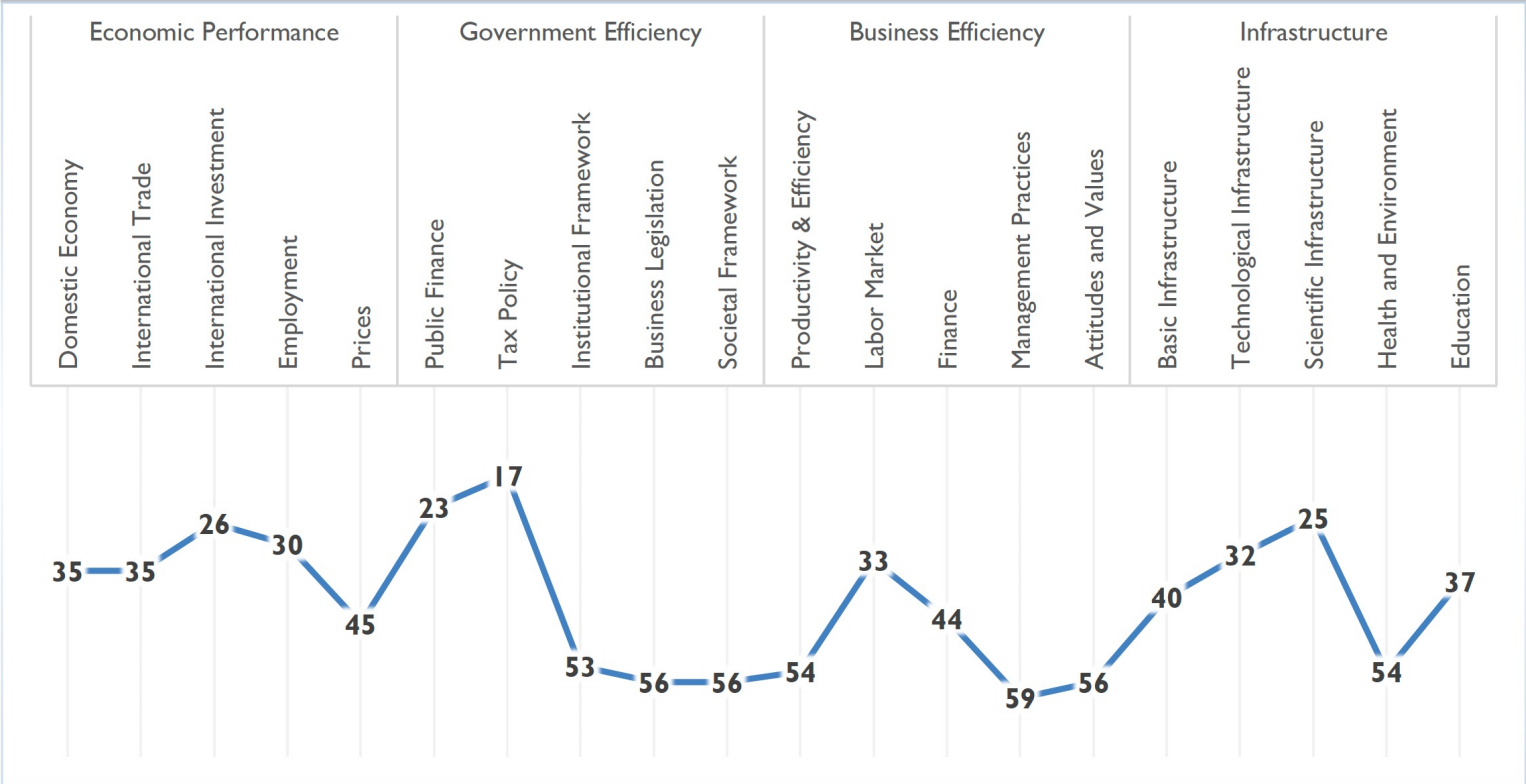 Economic Performance
Government Efficiency
Business Efficiency
Infrastructure
Domestic Economy
International Trade
International Investment
Employment
Prices
Public Finance
Tax Policy
Institutional Framework
Business Legislation
Societal Framework
Productivity & Efficiency
Labor Market
Finance
Management Practices
Attitudes and Values
Basic Infrastructure
Technological Infrastructure
Scientific Infrastructure
Health and Environment
Education
35
35
26
30
45
23
17
53
56
56
54
33
44
59
56
40
32
25
54
37